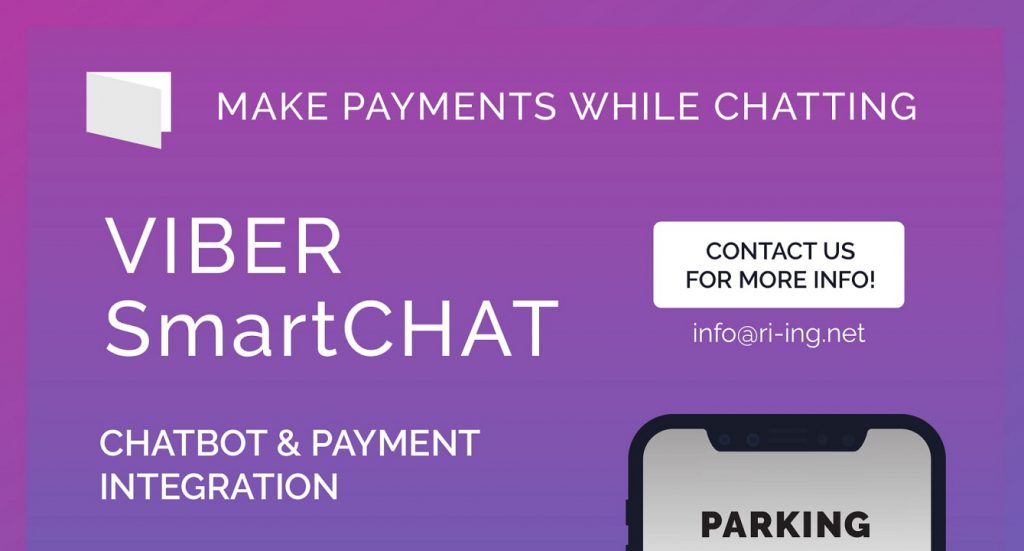 MAKE PAYMENTS WHILE CHATTING
VIBER
SmartCHAT
CONTACT US
FOR MORE INFO!
info@ri-ing.net
CHATBOT & PAYMENT
INTEGRATION
PARKING